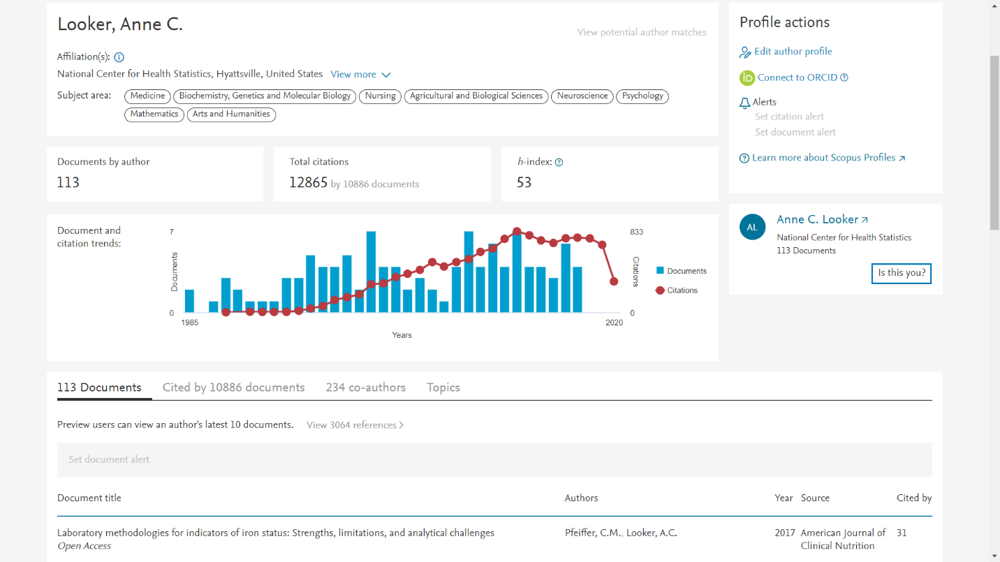 Looker, Anne C.
View potential author matches
Affiliation(s):
National Center for Health Statistics, Hyattsville, United States View more
Subject area: Medicine Biochemistry, Genetics and Molecular Biology Nursing Agricultural and Biological Sciences Neuroscience Psychology
Mathematics Arts and Humanities
Profile actions
Edit author profile
iD Connect to ORCID
Alerts
Set citation alert
Set document alert
Learn more about Scopus Profiles
Documents by author
113
Total citations
12865 by 10886 documents
h-index:
53
AL
Anne C. Looker
National Center for Health Statistics
113 Documents
Is this you?
Document and
citation trends:
7
Documents
0
1985
Years
2020
833
Citations
0
Documents
Citations
113 Documents Cited by 10886 documents 234 co-authors Topics
Preview users can view an author's latest 10 documents. View 3064 references
Set document alert
Document title Authors Year Source Cited by
Laboratory methodologies for indicators of iron status: Strengths, limitations, and analytical challenges Pfeiffer, C.M., Looker, A.C. 2017 American Journal of 31
Open Access Clinical Nutrition